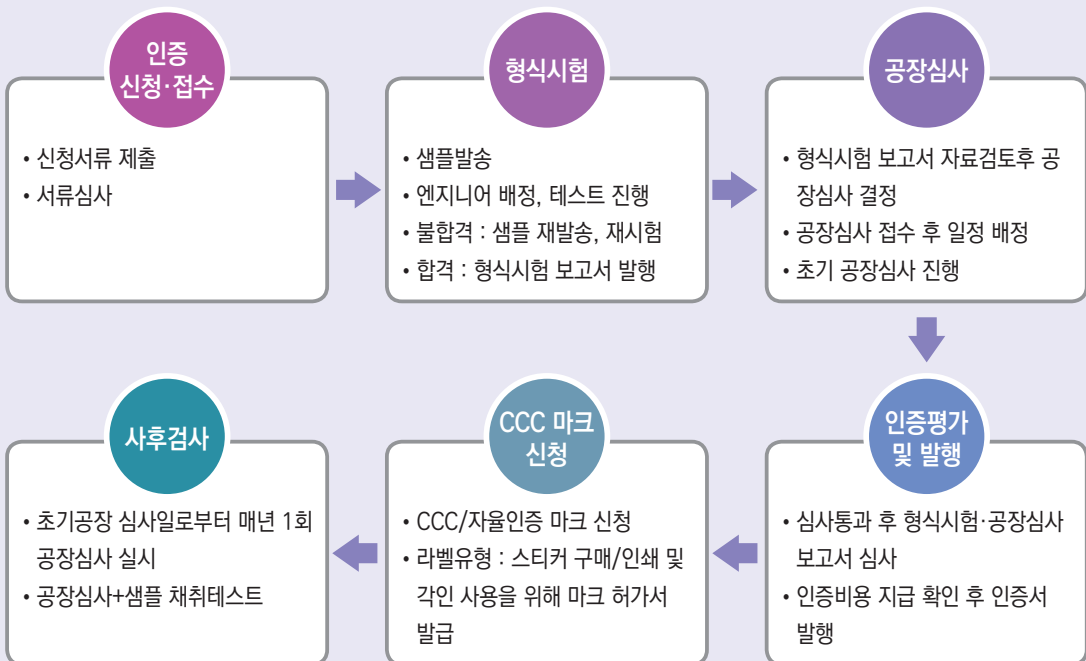 인증
신청·접수
• 신청서류 제출
• 서류심사
형식시험
• 샘플발송
• 엔지니어 배정, 테스트 진행
• 불합격 : 샘플 재발송, 재시험
• 합격 : 형식시험 보고서 발행
공장심사
• 형식시험 보고서 자료검토후 공
장심사 결정
• 공장심사 접수 후 일정 배정
• 초기 공장심사 진행
인증평가
및 발행
• 심사통과 후 형식시험·공장심사
보고서 심사
• 인증비용 지급 확인 후 인증서
발행
CCC 마크
신청
• CCC/자율인증 마크 신청
• 라벨유형 : 스티커 구매/인쇄 및
각인 사용을 위해 마크 허가서
발급
사후검사
• 초기공장 심사일로부터 매년 1회
공장심사 실시
• 공장심사+샘플 채취테스트